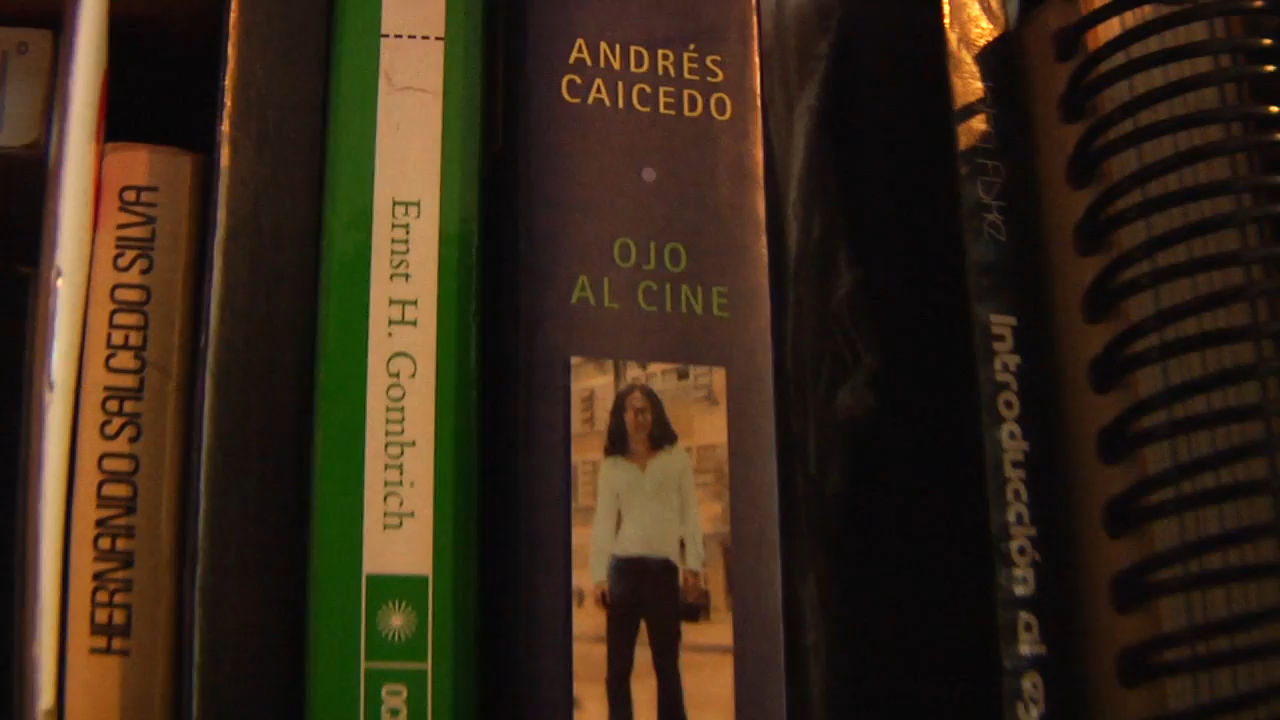 HERNANDO SALCEDO SILVA
Ernst H. Gombrich
ANDRÉS
CAICEDO
OJO
AL CINE
Introducción al